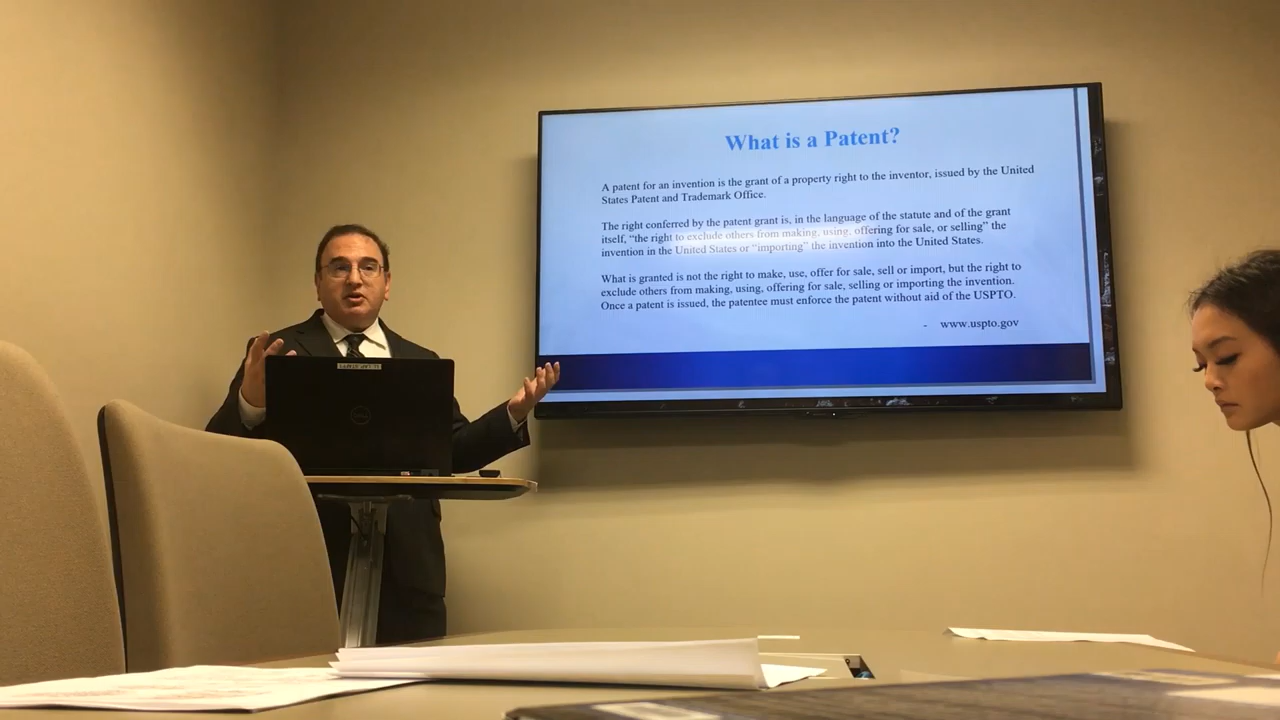 What is a Patent?
A patent for an invention is the grant of a property right to the inventor, issued by the United
States Patent and Trademark Office.
The right conferred by the patent grant is, in the language of the statute and of the grant
itself, “the right to exclude others from making, using, offering for sale, or selling” the
invention in the United States or “importing” the invention into the United States.
What is granted is not the right to make, use, offer for sale, sell or import, but the right to
exclude others from making, using, offering for sale, selling or importing the invention.
Once a patent is issued, the patentee must enforce the patent without aid of the USPTO.
- www.uspto.gov
DELL